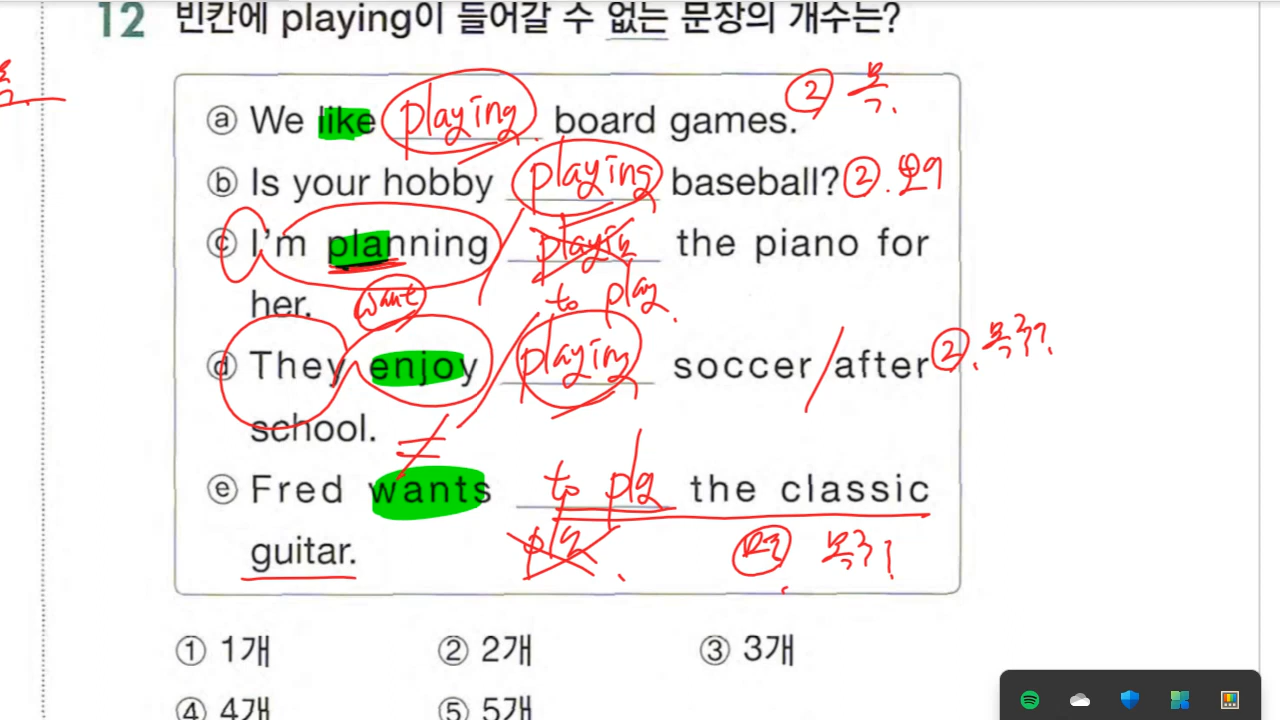 12 빈칸에 playing이 들어갈 수 없는 문장의 개수는?
ⓐ We like playing board games. ② 목.
ⓑ Is your hobby playing baseball? ②. 보어
ⓒ I'm planning playin the piano for
her. want to play.
ⓓ They enjoy playing soccer/after ②. 목적?
school. ≠
ⓔ Fred wants to play the classic
guitar.
① 1개 ② 2개 ③ 3개
④ 4개 ⑤ 5개